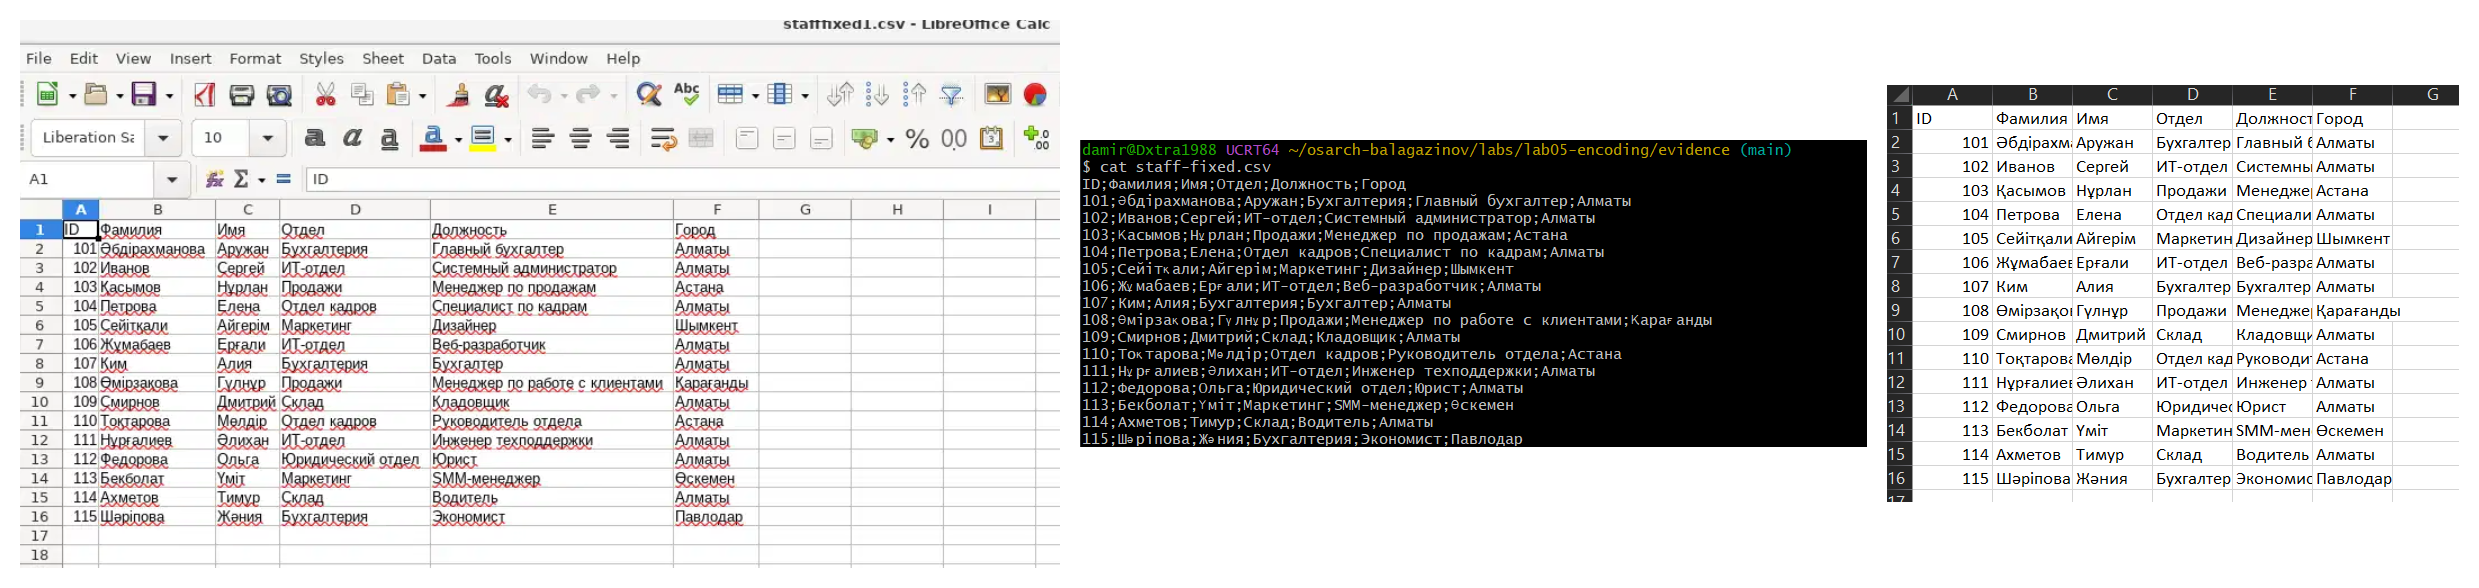 staffixed1.csv - LibreOffice Calc
File Edit View Insert Format Styles Sheet Data Tools Window Help
Liberation Sa 10
A1 ID
A B C D E F G H I
1 ID Фамилия Имя Отдел Должность Город
2 101 Әбдірахманова Аружан Бухгалтерия Главный бухгалтер Алматы
3 102 Иванов Сергей ИТ-отдел Системный администратор Алматы
4 103 Қасымов Нұрлан Продажи Менеджер по продажам Астана
5 104 Петрова Елена Отдел кадров Специалист по кадрам Алматы
6 105 Сейітқали Айгерім Маркетинг Дизайнер Шымкент
7 106 Жұмабаев Ерғали ИТ-отдел Веб-разработчик Алматы
8 107 Ким Алия Бухгалтерия Бухгалтер Алматы
9 108 Өмірзақова Гүлнұр Продажи Менеджер по работе с клиентами Қарағанды
10 109 Смирнов Дмитрий Склад Кладовщик Алматы
11 110 Тоқтарова Мөлдір Отдел кадров Руководитель отдела Астана
12 111 Нұрғалиев Әлихан ИТ-отдел Инженер техподдержки Алматы
13 112 Федорова Ольга Юридический отдел Юрист Алматы
14 113 Бекболат Үміт Маркетинг SMM-менеджер Өскемен
15 114 Ахметов Тимур Склад Водитель Алматы
16 115 Шәріпова Жәния Бухгалтерия Экономист Павлодар
17
18
damir@Dxtra1988 UCRT64 ~/osarch-balagazinov/labs/lab05-encoding/evidence (main)
$ cat staff-fixed.csv
ID;Фамилия;Имя;Отдел;Должность;Город
101;Әбдірахманова;Аружан;Бухгалтерия;Главный бухгалтер;Алматы
102;Иванов;Сергей;ИТ-отдел;Системный администратор;Алматы
103;Қасымов;Нұрлан;Продажи;Менеджер по продажам;Астана
104;Петрова;Елена;Отдел кадров;Специалист по кадрам;Алматы
105;Сейітқали;Айгерім;Маркетинг;Дизайнер;Шымкент
106;Жұмабаев;Ерғали;ИТ-отдел;Веб-разработчик;Алматы
107;Ким;Алия;Бухгалтерия;Бухгалтер;Алматы
108;Өмірзақова;Гүлнұр;Продажи;Менеджер по работе с клиентами;Қарағанды
109;Смирнов;Дмитрий;Склад;Кладовщик;Алматы
110;Тоқтарова;Мөлдір;Отдел кадров;Руководитель отдела;Астана
111;Нұрғалиев;Әлихан;ИТ-отдел;Инженер техподдержки;Алматы
112;Федорова;Ольга;Юридический отдел;Юрист;Алматы
113;Бекболат;Үміт;Маркетинг;SMM-менеджер;Өскемен
114;Ахметов;Тимур;Склад;Водитель;Алматы
115;Шәріпова;Жәния;Бухгалтерия;Экономист;Павлодар
A B C D E F G
1 ID Фамилия Имя Отдел Должност Город
2 101 Әбдірахма Аружан Бухгалтер Главный б Алматы
3 102 Иванов Сергей ИТ-отдел Системны Алматы
4 103 Қасымов Нұрлан Продажи Менедже Астана
5 104 Петрова Елена Отдел кад Специали Алматы
6 105 Сейітқали Айгерім Маркетин Дизайнер Шымкент
7 106 Жұмабаев Ерғали ИТ-отдел Веб-разра Алматы
8 107 Ким Алия Бухгалтер Бухгалтер Алматы
9 108 Өмірзақо Гүлнұр Продажи Менедже Қарағанды
10 109 Смирнов Дмитрий Склад Кладовщи Алматы
11 110 Тоқтарова Мөлдір Отдел кад Руководи Астана
12 111 Нұрғалиев Әлихан ИТ-отдел Инженер Алматы
13 112 Федорова Ольга Юридичес Юрист Алматы
14 113 Бекболат Үміт Маркетин SMM-мен Өскемен
15 114 Ахметов Тимур Склад Водитель Алматы
16 115 Шәріпова Жәния Бухгалтер Экономис Павлодар
17